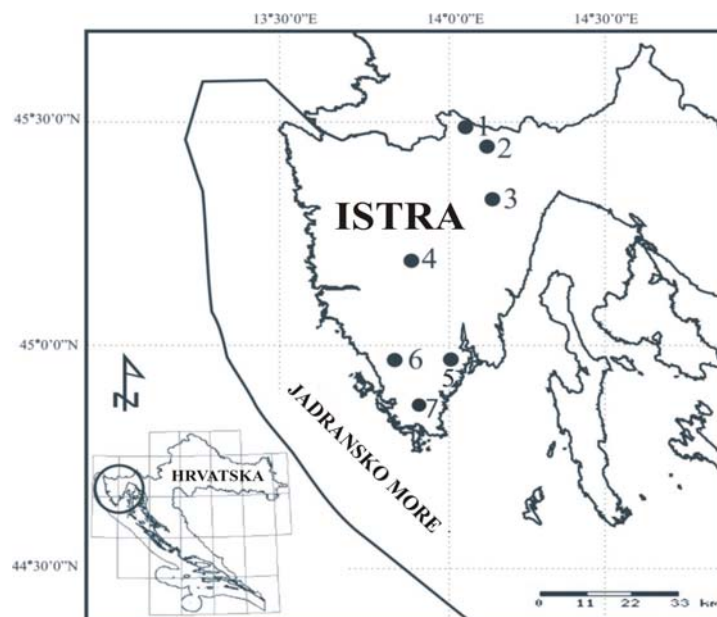 13°30'0"E 14°0'0"E 14°30'0"E
45°30'0"N
1
2
ISTRA
3
4
45°0'0"N
6
5
7
N
JADRANSKO MORE
HRVATSKA
44°30'0"N
0 11 22 33 km